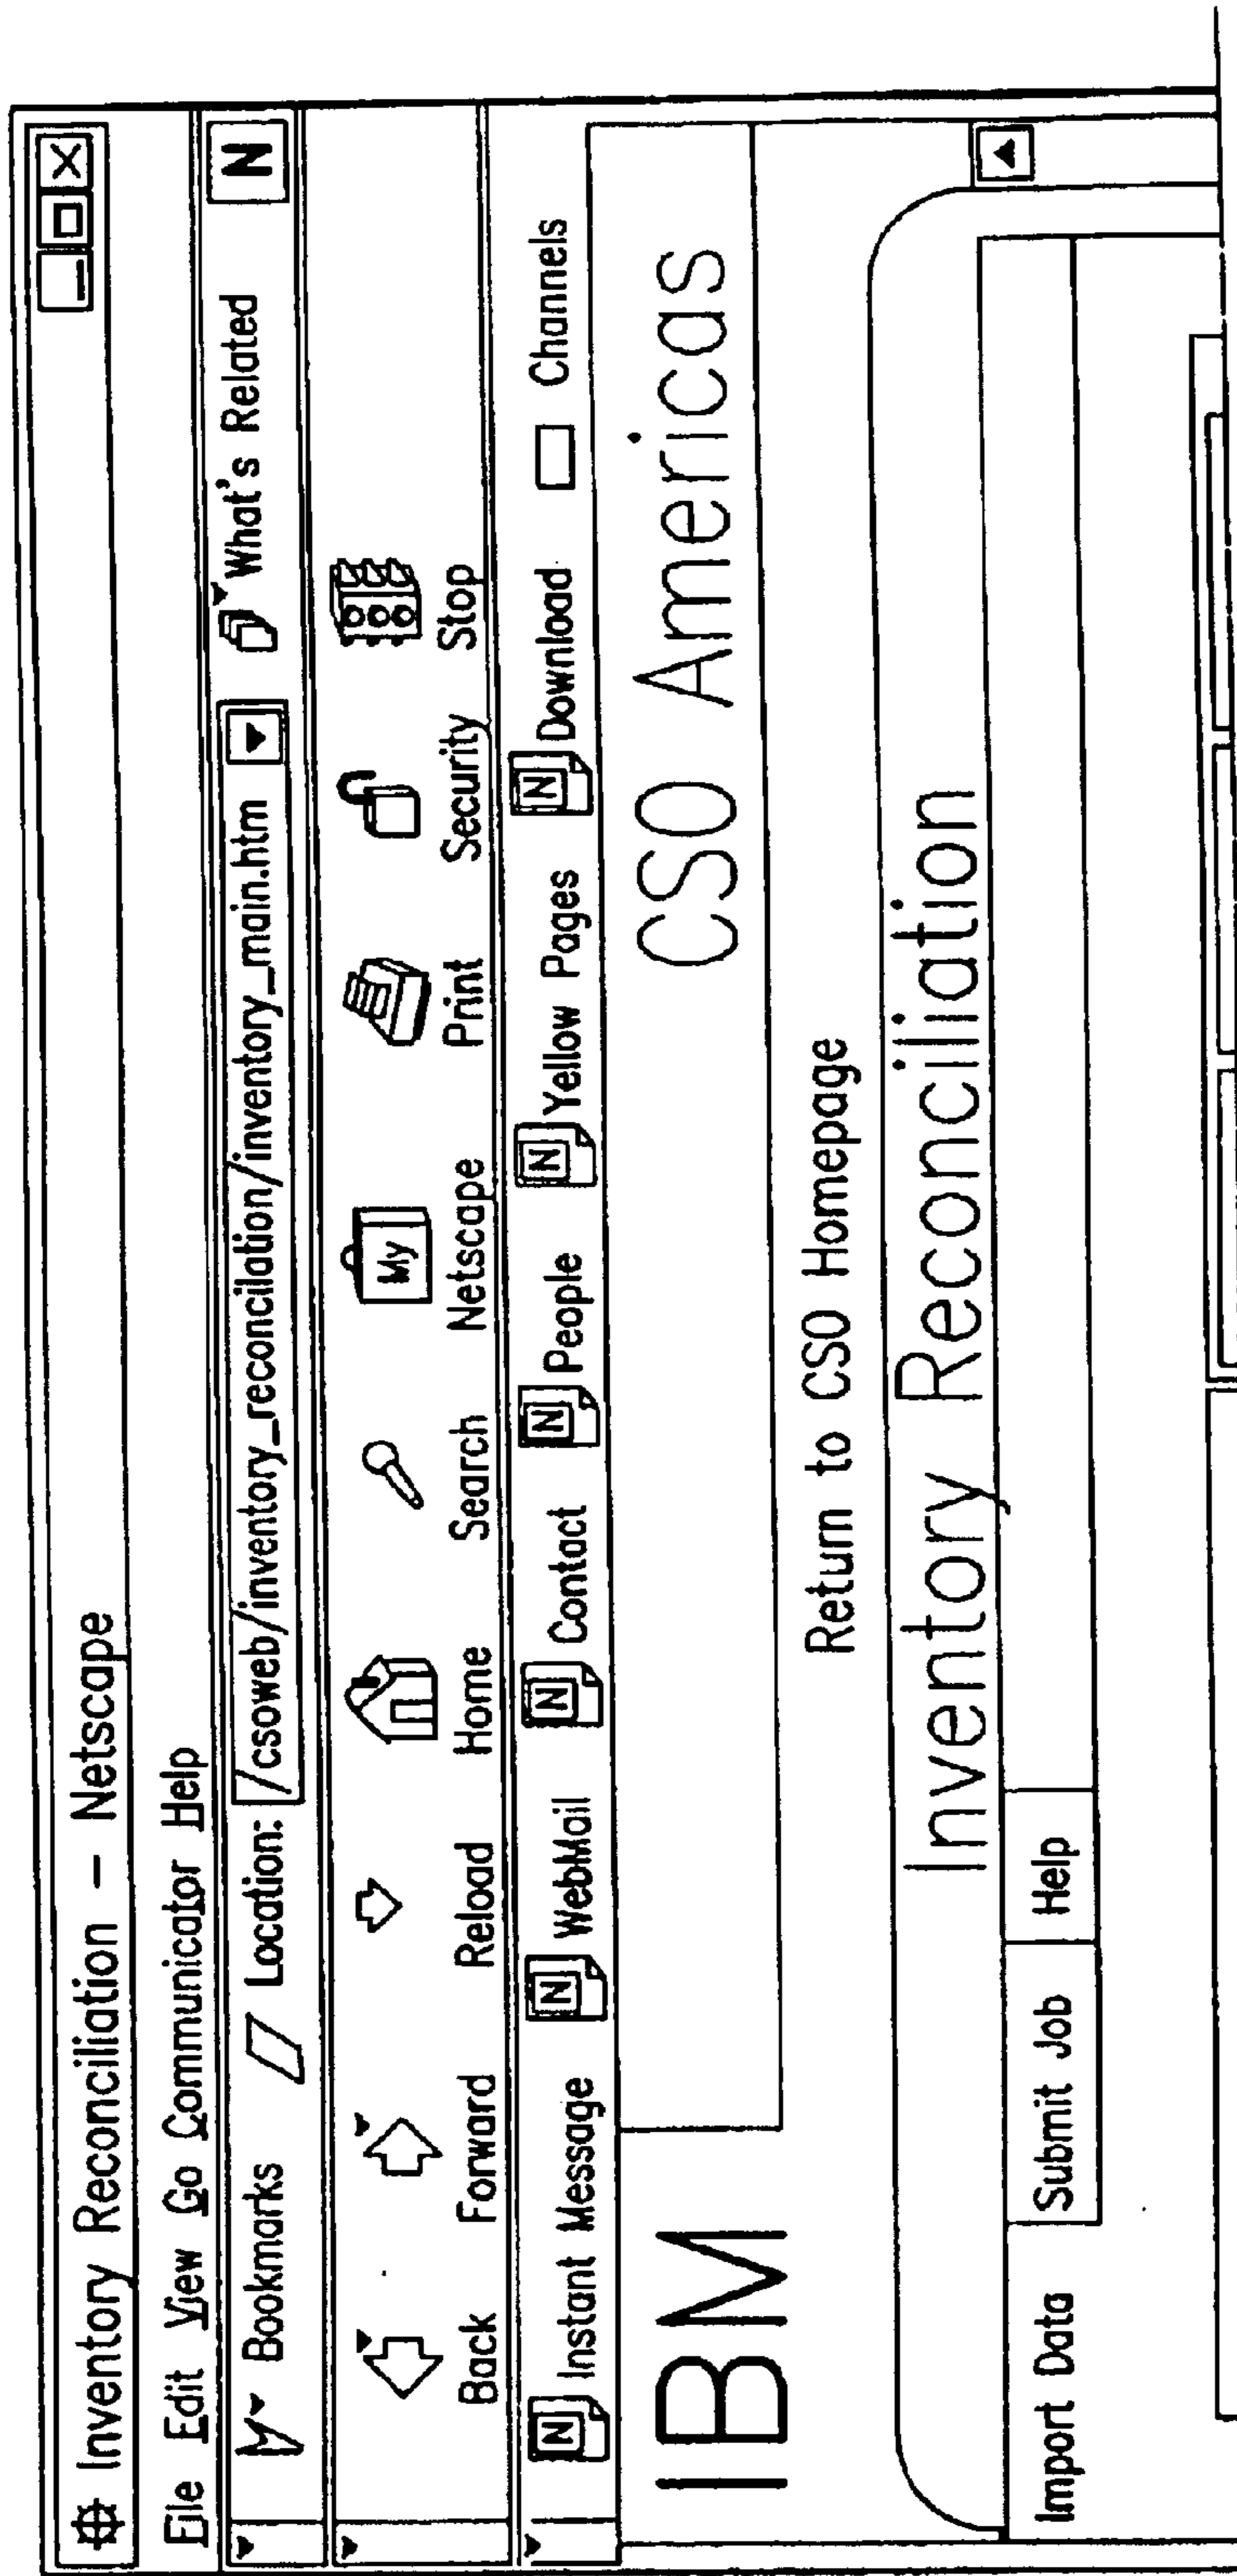 Inventory Reconciliation – Netscape
File Edit View Go Communicator Help
Bookmarks Location: /csoweb/inventory_reconcilation/inventory_main.htm What's Related N
My
Back Forward Reload Home Search Netscape Print Security Stop
N Instant Message N WebMail N Contact N People N Yellow Pages N Download Channels
IBM CSO Americas
Return to CSO Homepage
Inventory Reconciliation
Import Data Submit Job Help